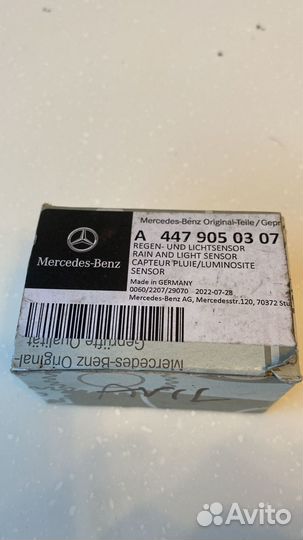 Mercedes-Benz Original-Teile / Gepr
A 447 905 03 07
REGEN- UND LICHTSENSOR
RAIN AND LIGHT SENSOR
CAPTEUR PLUIE/LUMINOSITE
SENSOR
Made in GERMANY
0060/2207/29070 2022-07-28
Mercedes-Benz AG, Mercedesstr.120, 70372 Stu
Mercedes-Benz
Mercedes-Benz Original-
Geprüfte Qualität
Avito